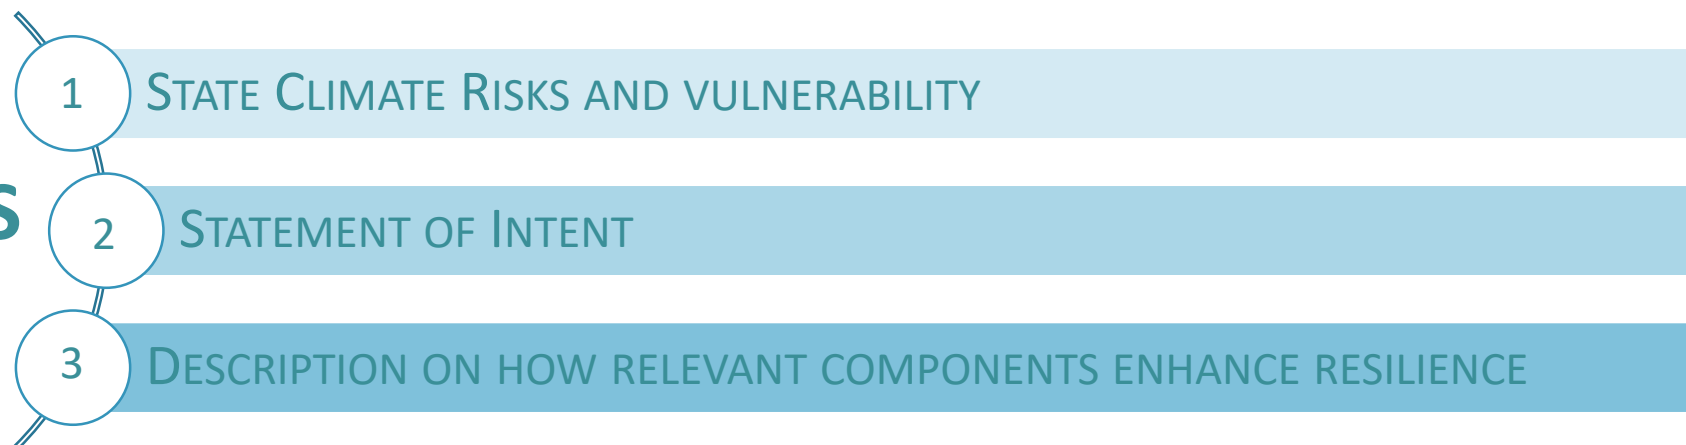 1 State Climate Risks and vulnerability
S
2 Statement of Intent
3 Description on how relevant components enhance resilience